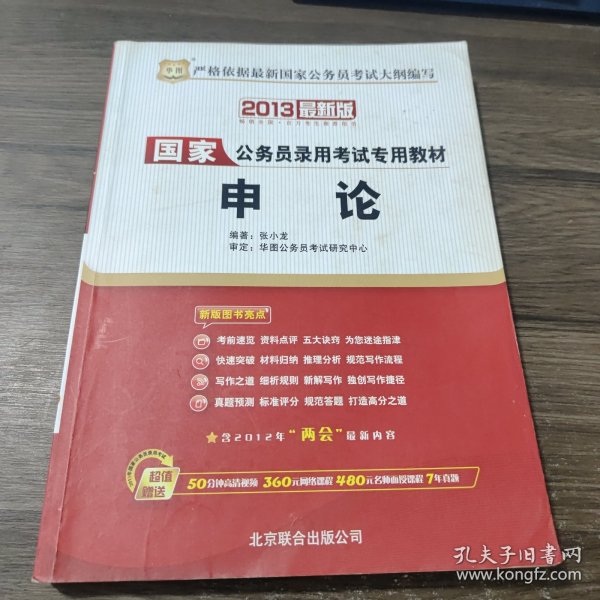 华图
严格依据最新国家公务员考试大纲编写
2013最新版
国家 公务员录用考试专用教材
申 论
编著：张小龙
审定：华图公务员考试研究中心
新版图书亮点
考前速览 资料点评 五大诀窍 为您迷途指津
快速突破 材料归纳 推理分析 规范写作流程
写作之道 细析规则 新解写作 独创写作捷径
真题预测 标准评分 规范答题 打造高分之道
★含2012年“两会”最新内容
超值
赠送
50分钟高清视频 360元网络课程 480元名师面授课程 7年真题
北京联合出版公司
孔夫子旧书网
www.kongfz.com